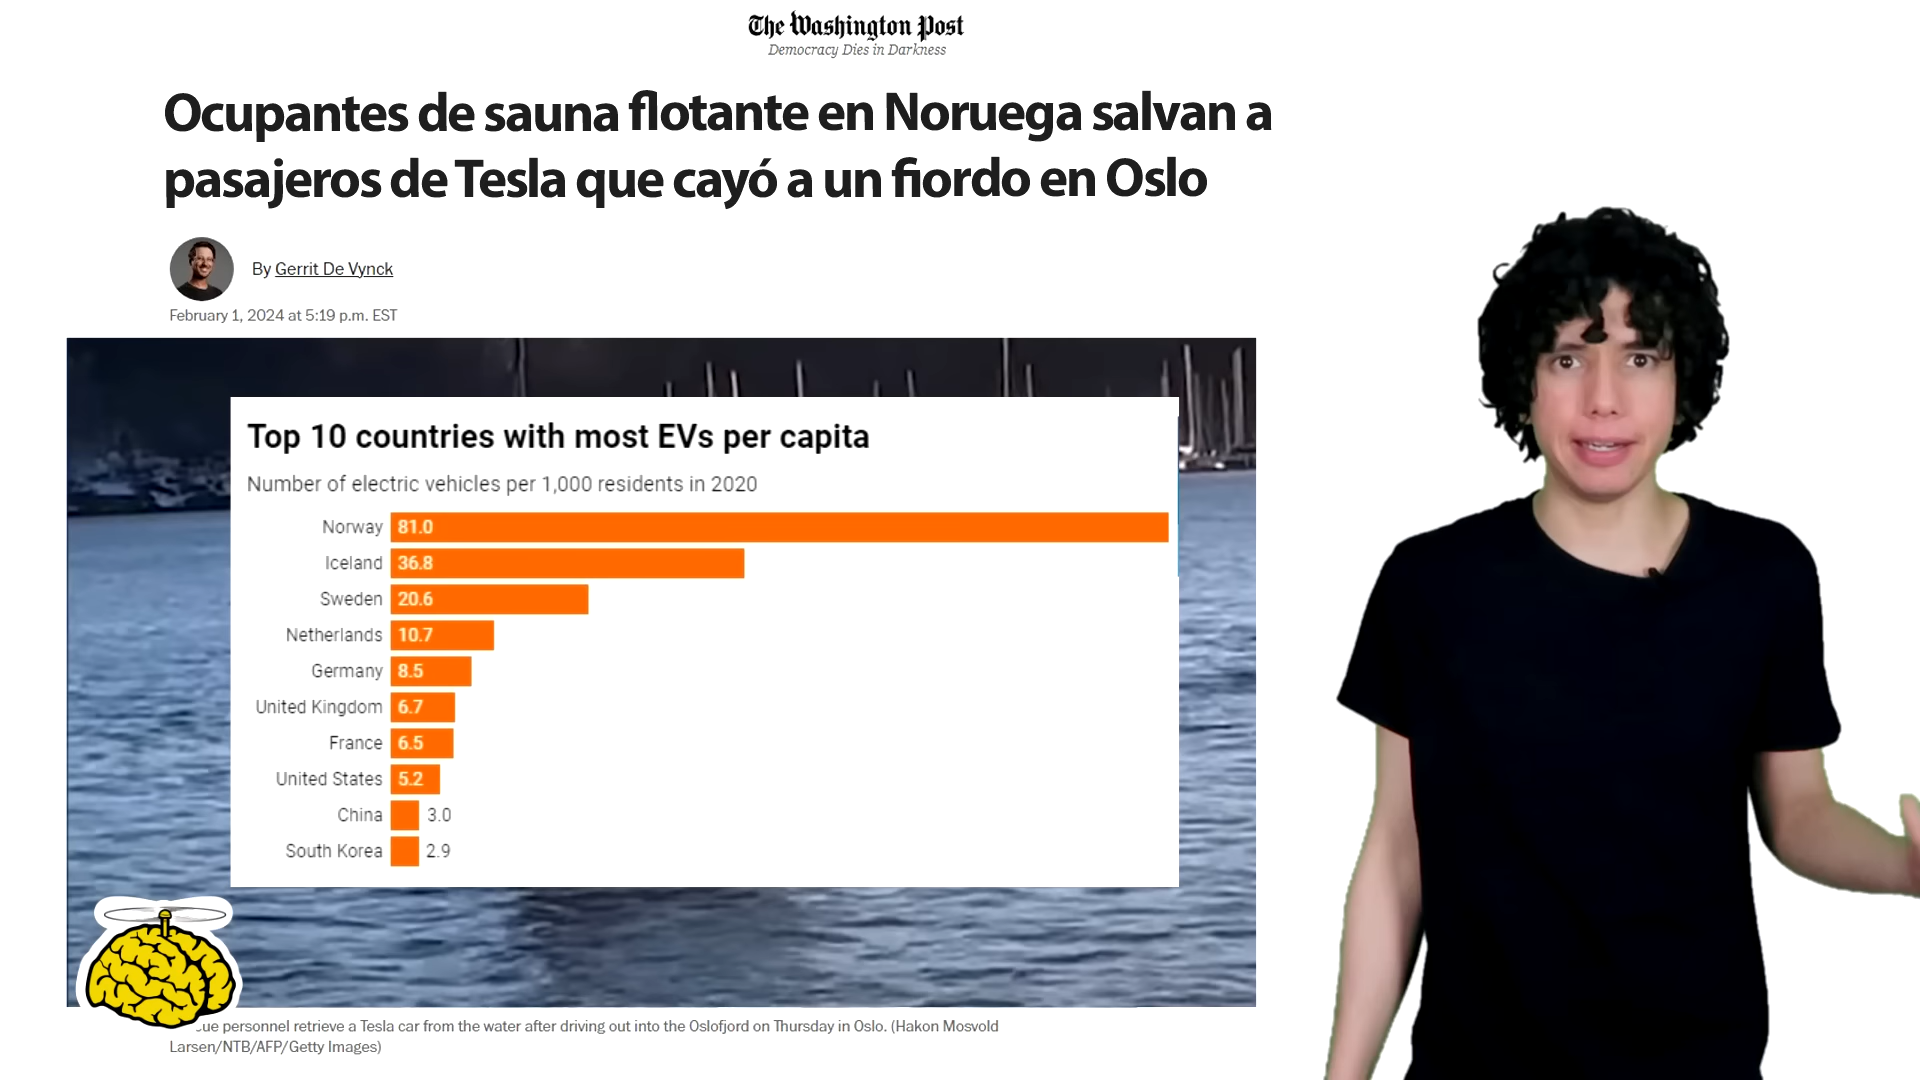 The Washington Post
Democracy Dies in Darkness
Ocupantes de sauna flotante en Noruega salvan a
pasajeros de Tesla que cayó a un fiordo en Oslo
By Gerrit De Vynck
February 1, 2024 at 5:19 p.m. EST
Top 10 countries with most EVs per capita
Number of electric vehicles per 1,000 residents in 2020
Norway 81.0
Iceland 36.8
Sweden 20.6
Netherlands 10.7
Germany 8.5
United Kingdom 6.7
France 6.5
United States 5.2
China 3.0
South Korea 2.9
personnel retrieve a Tesla car from the water after driving out into the Oslofjord on Thursday in Oslo. (Hakon Mosvold
Larsen/NTB/AFP/Getty Images)